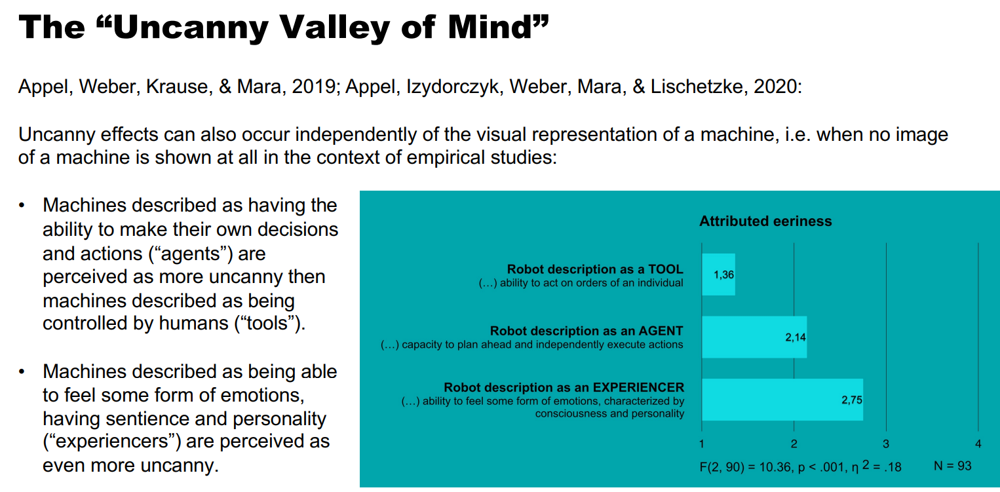 The “Uncanny Valley of Mind”
Appel, Weber, Krause, & Mara, 2019; Appel, Izydorczyk, Weber, Mara, & Lischetzke, 2020:
Uncanny effects can also occur independently of the visual representation of a machine, i.e. when no image
of a machine is shown at all in the context of empirical studies:
• Machines described as having the
ability to make their own decisions
and actions (“agents”) are
perceived as more uncanny then
machines described as being
controlled by humans (“tools”).
• Machines described as being able
to feel some form of emotions,
having sentience and personality
(“experiencers”) are perceived as
even more uncanny.
Attributed eeriness
Robot description as a TOOL
(…) ability to act on orders of an individual
1,36
Robot description as an AGENT
(…) capacity to plan ahead and independently execute actions
2,14
Robot description as an EXPERIENCER
(…) ability to feel some form of emotions, characterized by
consciousness and personality
2,75
1 2 3 4
F(2, 90) = 10.36, p < .001, η 2 = .18 N = 93